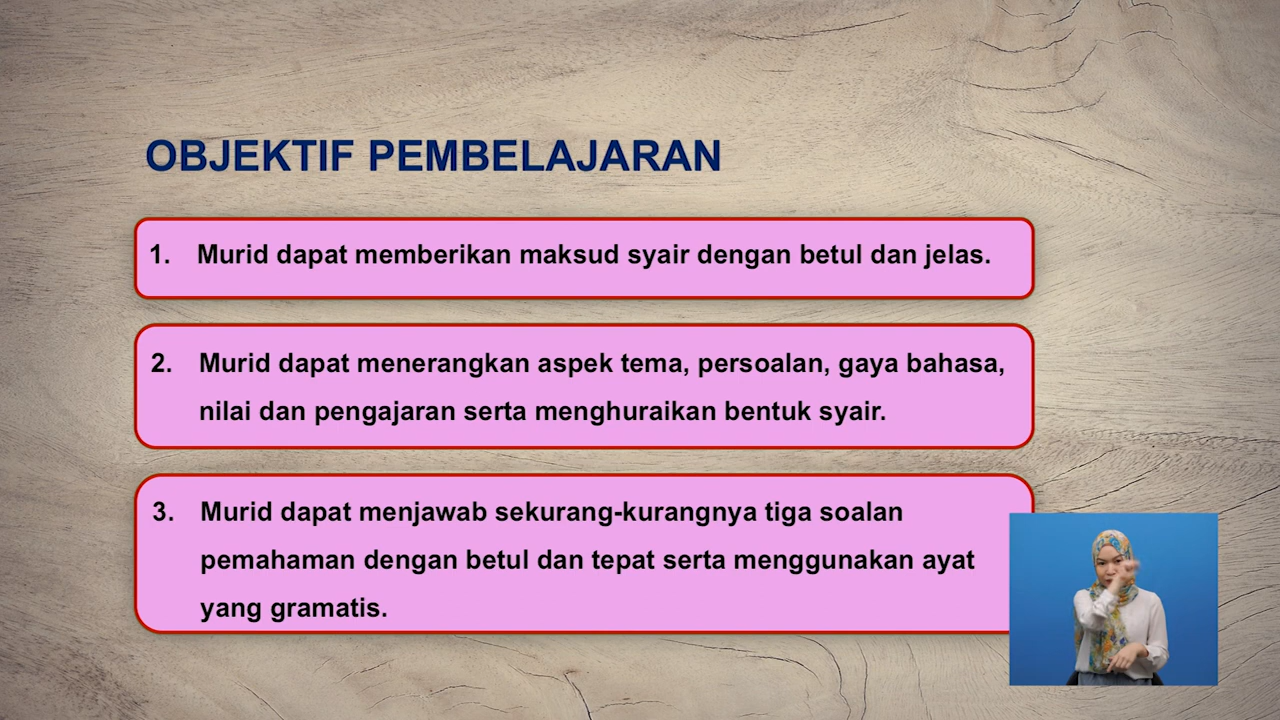 OBJEKTIF PEMBELAJARAN
1. Murid dapat memberikan maksud syair dengan betul dan jelas.
2. Murid dapat menerangkan aspek tema, persoalan, gaya bahasa,
nilai dan pengajaran serta menghuraikan bentuk syair.
3. Murid dapat menjawab sekurang-kurangnya tiga soalan
pemahaman dengan betul dan tepat serta menggunakan ayat
yang gramatis.